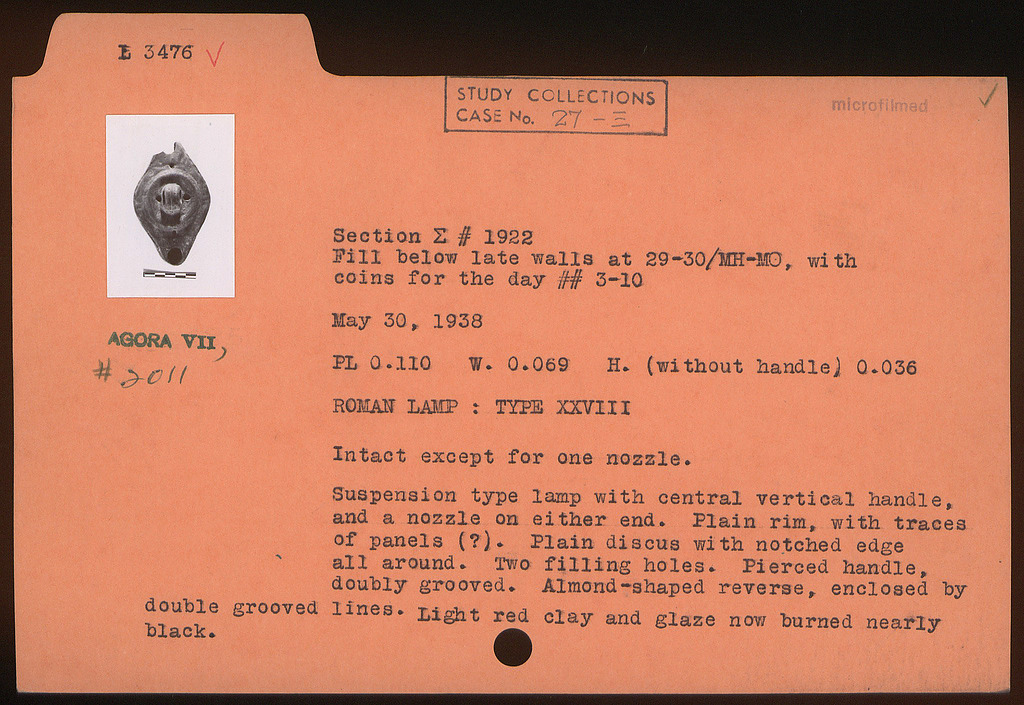 L 3476 ✓
STUDY COLLECTIONS
CASE No. 27 - Ξ
microfilmed ✓
Section Σ # 1922
Fill below late walls at 29-30/MH-MO, with
coins for the day ## 3-10
May 30, 1938
AGORA VII,
# 2011
PL 0.110 W. 0.069 H. (without handle) 0.036
ROMAN LAMP : TYPE XXVIII
Intact except for one nozzle.
Suspension type lamp with central vertical handle,
and a nozzle on either end. Plain rim, with traces
of panels (?). Plain discus with notched edge
all around. Two filling holes. Pierced handle,
doubly grooved. Almond-shaped reverse, enclosed by
double grooved lines. Light red clay and glaze now burned nearly
black.